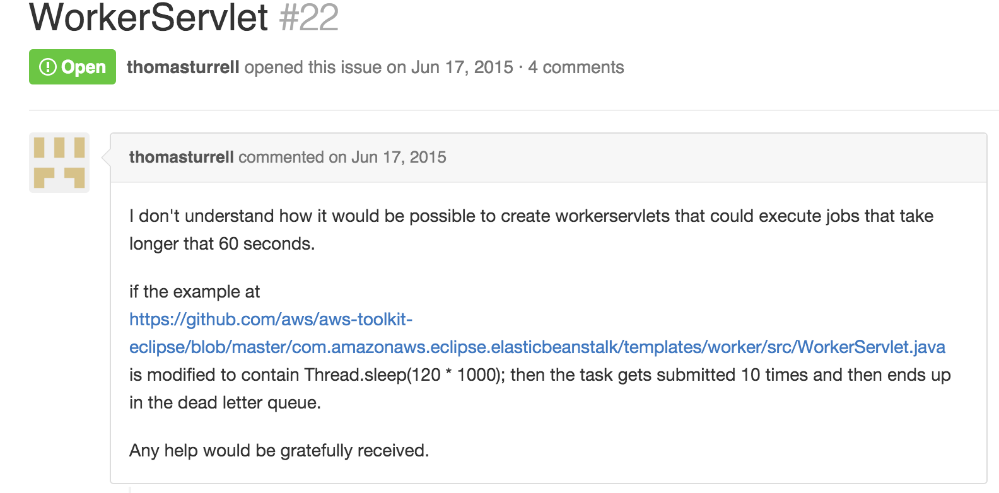 WorkerServlet #22
Open thomasturrell opened this issue on Jun 17, 2015 · 4 comments
thomasturrell commented on Jun 17, 2015
I don't understand how it would be possible to create workerservlets that could execute jobs that take
longer that 60 seconds.
if the example at
https://github.com/aws/aws-toolkit-
eclipse/blob/master/com.amazonaws.eclipse.elasticbeanstalk/templates/worker/src/WorkerServlet.java
is modified to contain Thread.sleep(120 * 1000); then the task gets submitted 10 times and then ends up
in the dead letter queue.
Any help would be gratefully received.